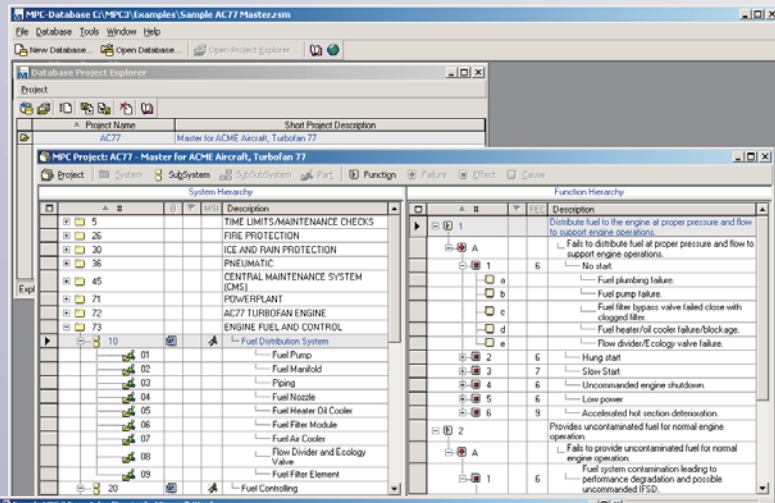 MPC-Database C:\MPC3\Examples\Sample AC77 Master.rsm
File Database Tools Window Help
New Database... Open Database... Open Project Explorer...
Database Project Explorer
Project
Project Name Short Project Description
AC77 Master for ACME Aircraft, Turbofan 77
MPC Project: AC77 - Master for ACME Aircraft, Turbofan 77
Project System SubSystem SubSubSystem Part Function Failure Effect Cause
System Hierarchy
# MSI Description
5 TIME LIMITS/MAINTENANCE CHECKS
26 FIRE PROTECTION
30 ICE AND RAIN PROTECTION
36 PNEUMATIC
45 CENTRAL MAINTENANCE SYSTEM
(CMS)
71 POWERPLANT
72 AC77 TURBOFAN ENGINE
73 ENGINE FUEL AND CONTROL
10 Fuel Distribution System
01 Fuel Pump
02 Fuel Manifold
03 Piping
04 Fuel Nozzle
05 Fuel Heater Oil Cooler
06 Fuel Filter Module
07 Fuel Air Cooler
08 Flow Divider and Ecology
Valve
09 Fuel Filter Element
20 Fuel Controlling
Function Hierarchy
# FEC Description
1 Distribute fuel to the engine at proper pressure and flow
to support engine operations.
A Fails to distribute fuel at proper pressure and flow to
support engine operations.
1 6 No start.
a Fuel plumbing failure.
b Fuel pump failure.
c Fuel filter bypass valve failed close with
clogged filter.
d Fuel heater/oil cooler failure/blockage.
e Flow divider/Ecology valve failure.
2 6 Hung start
3 7 Slow Start
4 6 Uncommanded engine shutdown.
5 6 Low power
6 9 Accelerated hot section deterioration.
2 Provides uncontaminated fuel for normal engine
operation.
A Fails to provide uncontaminated fuel for normal
engine operation.
1 6 Fuel system contamination leading to
performance degradation and possible
uncommanded IFSD.
Expl